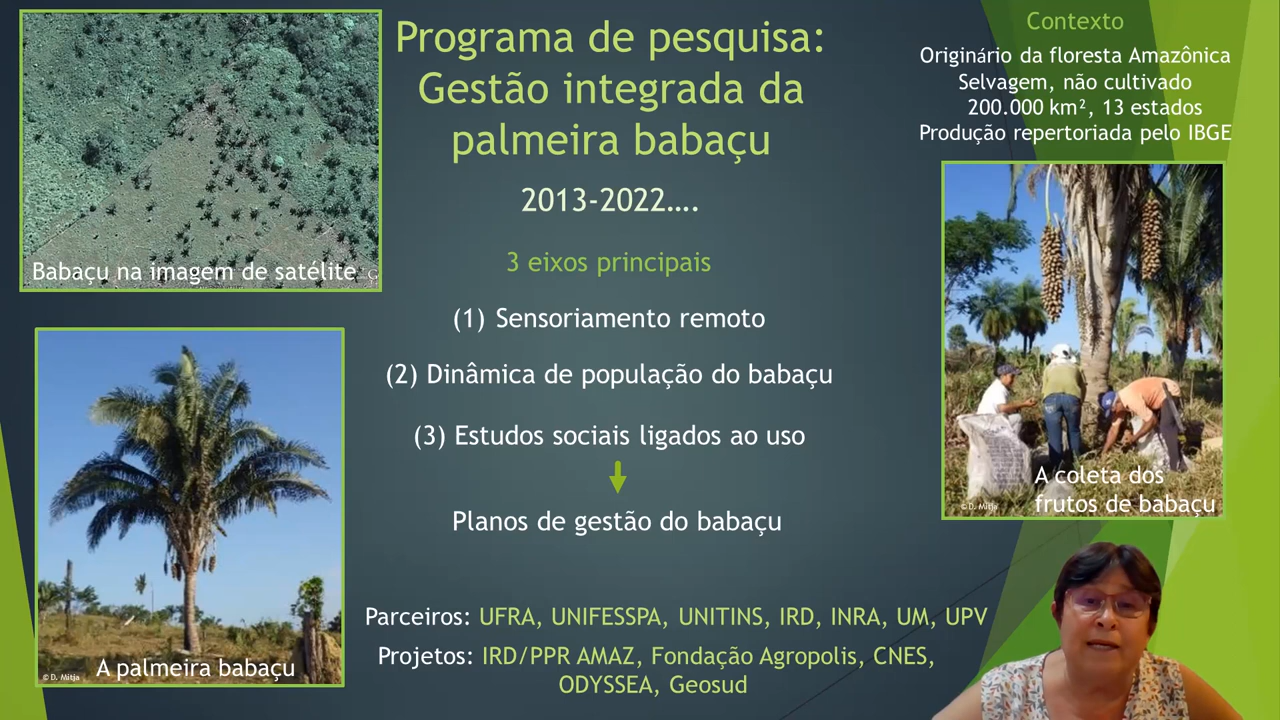 Programa de pesquisa:
Gestão integrada da
palmeira babaçu
2013-2022....
3 eixos principais
(1) Sensoriamento remoto
(2) Dinâmica de população do babaçu
(3) Estudos sociais ligados ao uso
Planos de gestão do babaçu
Parceiros: UFRA, UNIFESSPA, UNITINS, IRD, INRA, UM, UPV
Projetos: IRD/PPR AMAZ, Fondação Agropolis, CNES,
ODYSSEA, Geosud
Babaçu na imagem de satélite
© D. Mitja
A palmeira babaçu
Contexto
Originário da floresta Amazônica
Selvagem, não cultivado
200.000 km², 13 estados
Produção repertoriada pelo IBGE
A coleta dos
frutos de babaçu
© D. Mitja